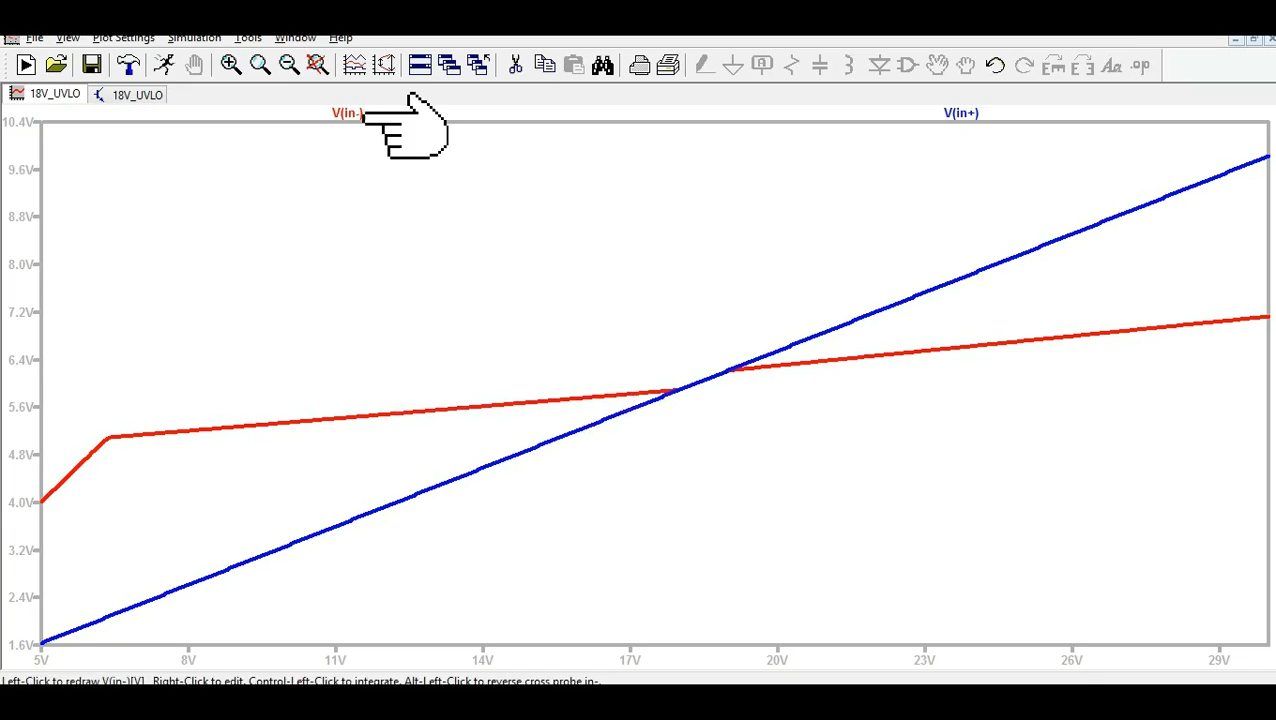 File View Plot Settings Simulation Tools Window Help
Aa .op
18V_UVLO 18V_UVLO
V(in-) V(in+)
10.4V
9.6V
8.8V
8.0V
7.2V
6.4V
5.6V
4.8V
4.0V
3.2V
2.4V
1.6V
5V 8V 11V 14V 17V 20V 23V 26V 29V
Left-Click to redraw V(in-)[V]. Right-Click to edit. Control-Left-Click to integrate. Alt-Left-Click to reverse cross probe in-.